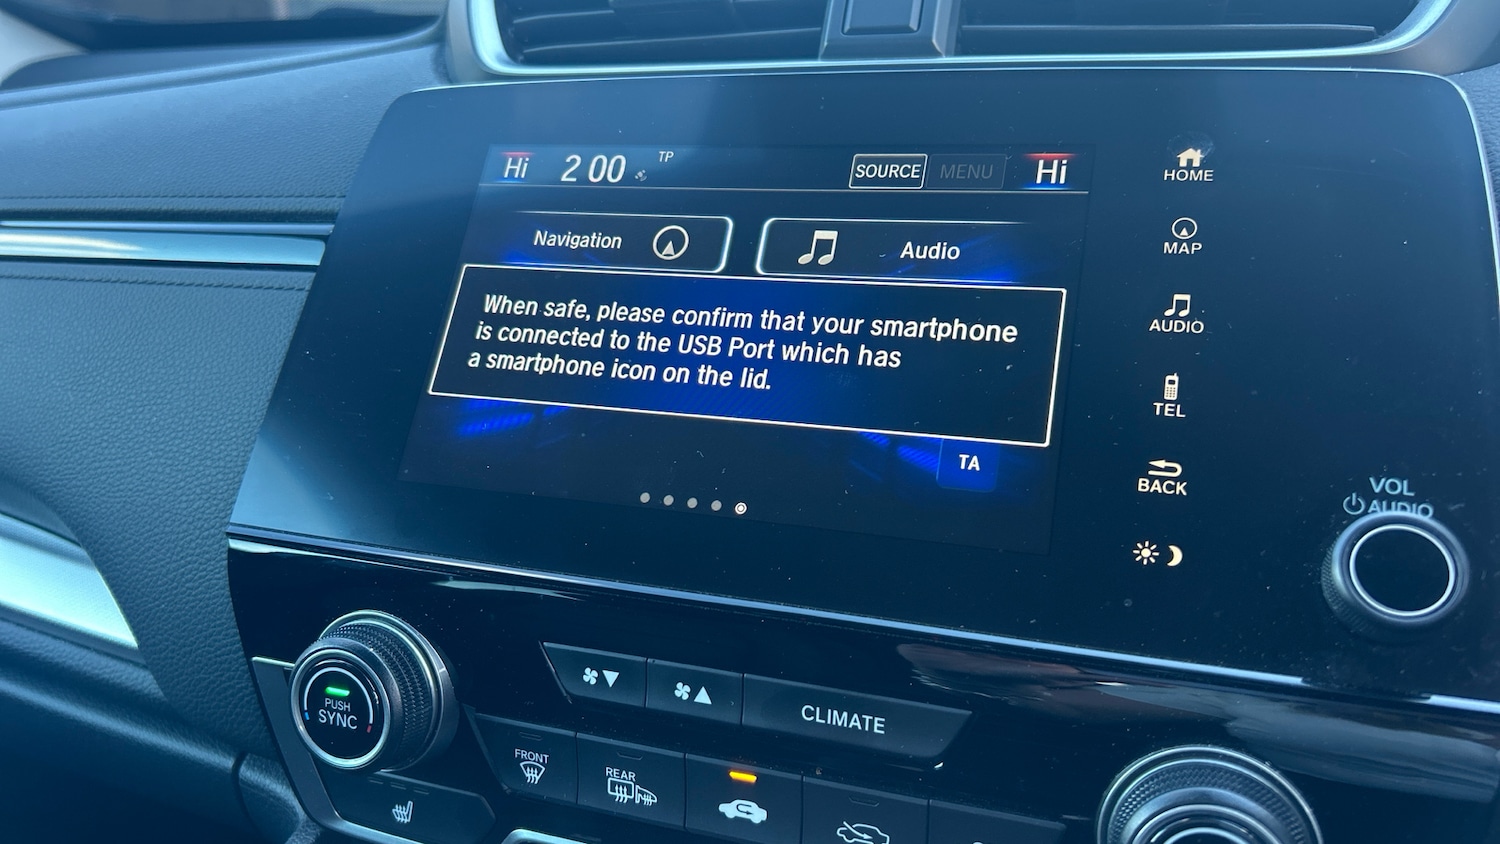 Hi
2 00
TP
SOURCE
MENU
Hi
Navigation
Audio
When safe, please confirm that your smartphone
is connected to the USB Port which has
a smartphone icon on the lid.
TA
HOME
MAP
AUDIO
TEL
BACK
VOL
AUDIO
PUSH
SYNC
CLIMATE
FRONT
REAR